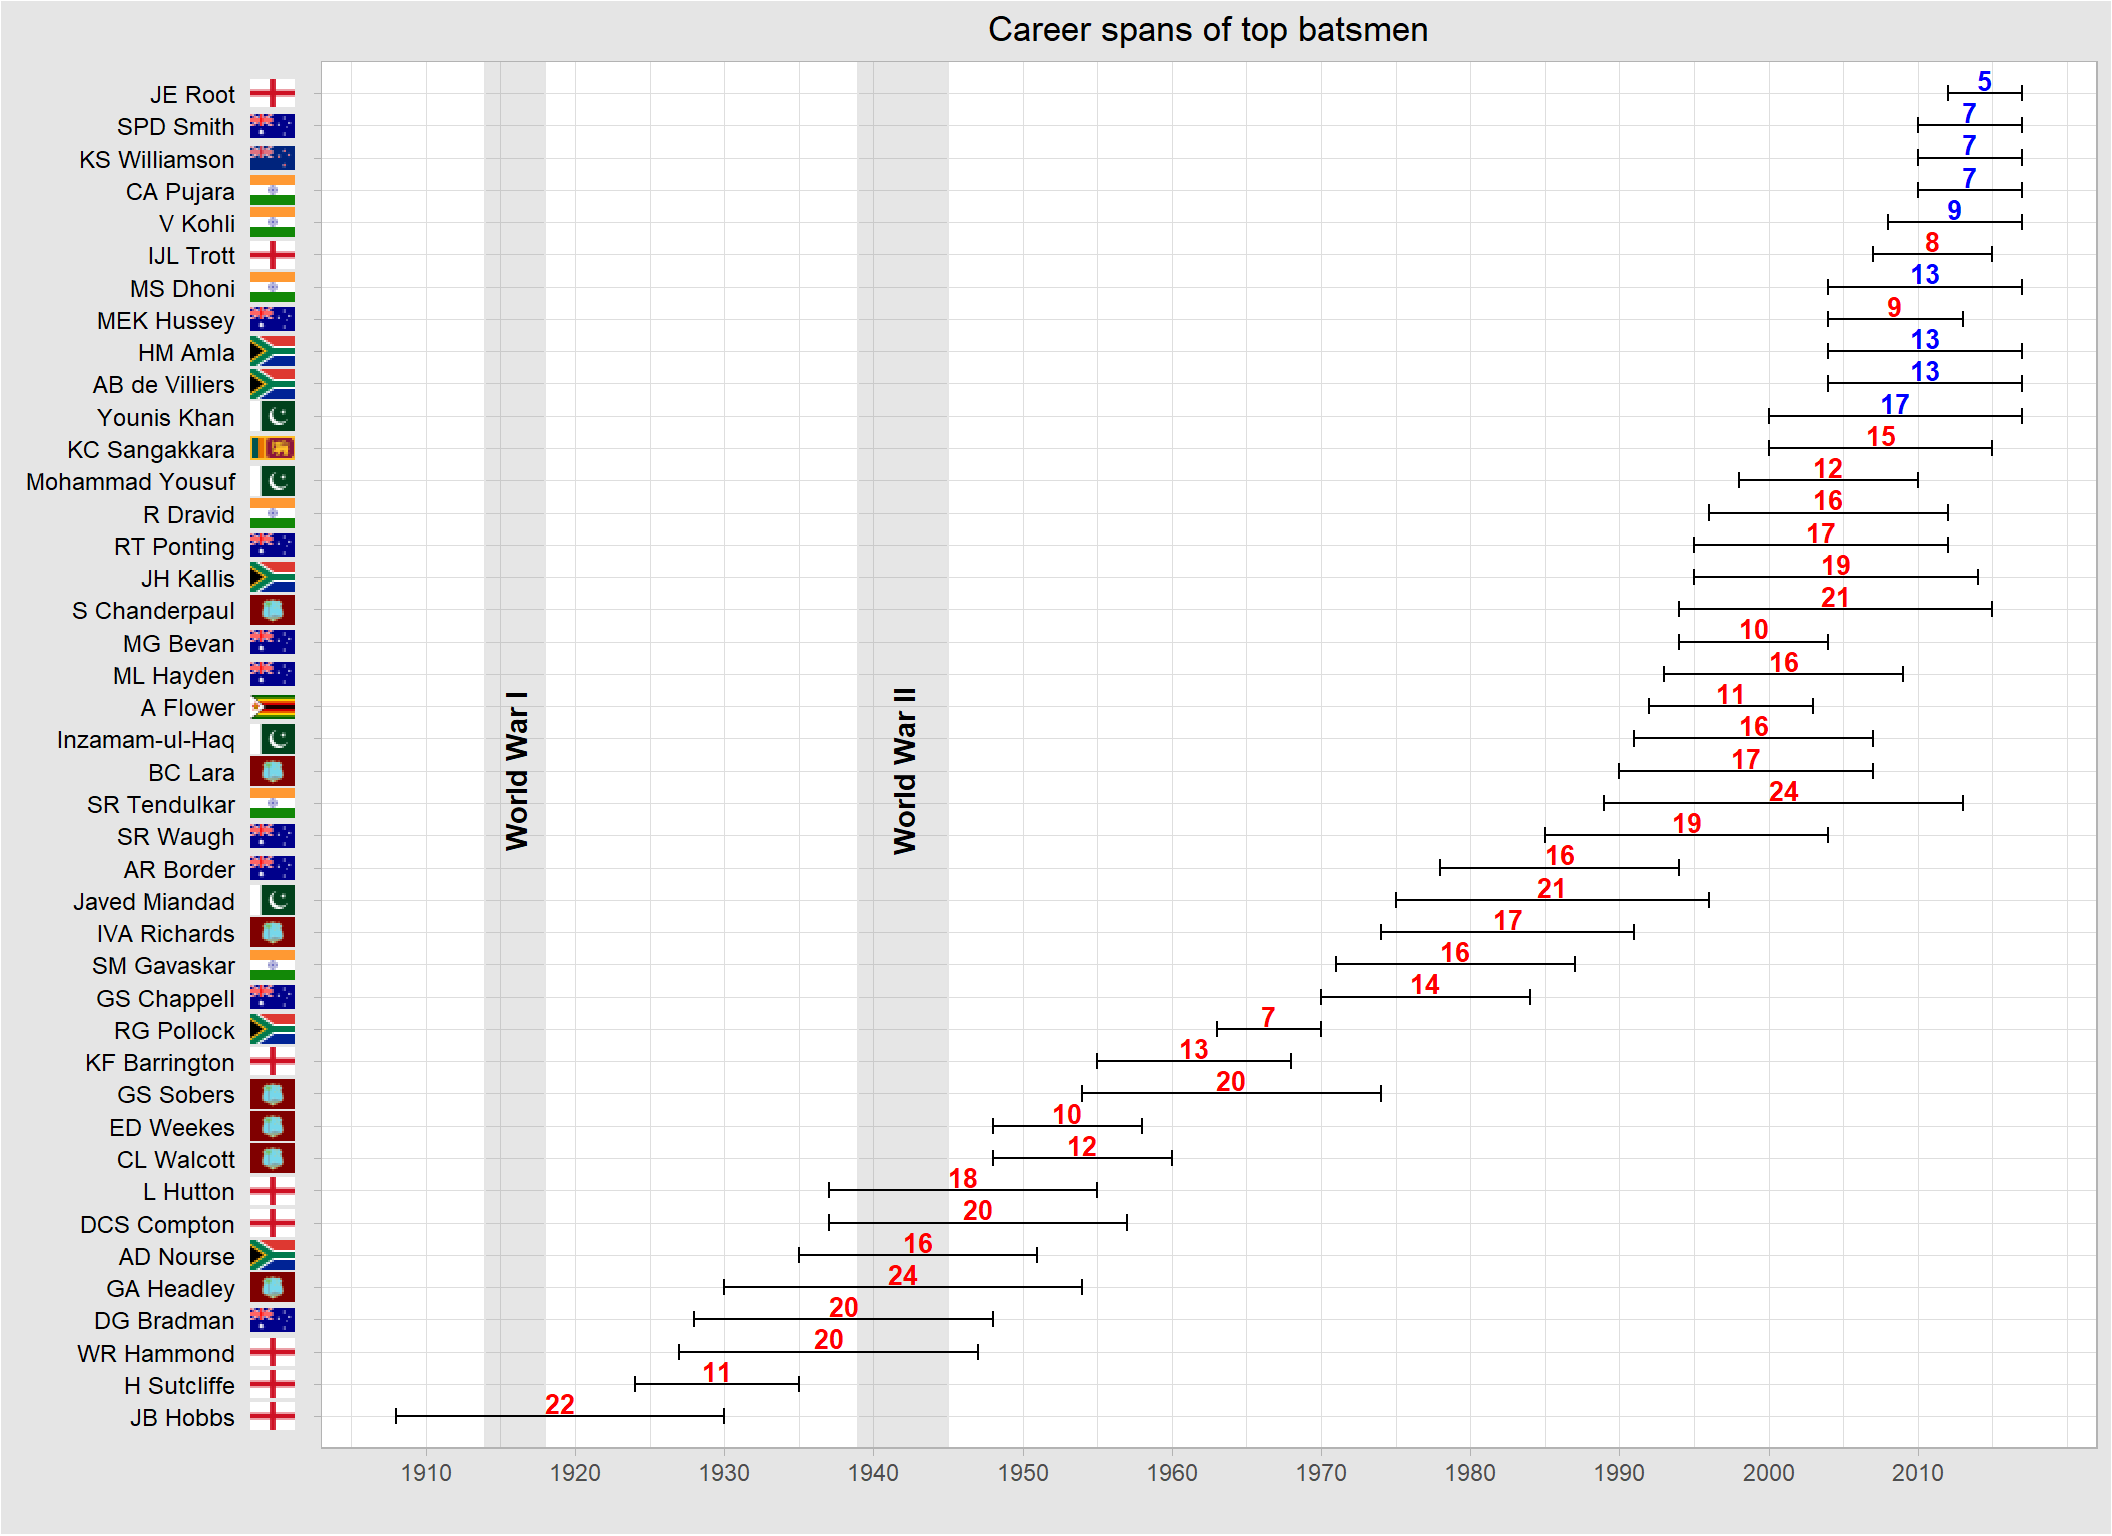 Career spans of top batsmen
JE Root 5
SPD Smith 7
KS Williamson 7
CA Pujara 7
V Kohli 9
IJL Trott 8
MS Dhoni 13
MEK Hussey 9
HM Amla 13
AB de Villiers 13
Younis Khan 17
KC Sangakkara 15
Mohammad Yousuf 12
R Dravid 16
RT Ponting 17
JH Kallis 19
S Chanderpaul 21
MG Bevan 10
ML Hayden 16
A Flower 11
Inzamam-ul-Haq 16
BC Lara 17
SR Tendulkar 24
SR Waugh 19
AR Border 16
Javed Miandad 21
IVA Richards 17
SM Gavaskar 16
GS Chappell 14
RG Pollock 7
KF Barrington 13
GS Sobers 20
ED Weekes 10
CL Walcott 12
L Hutton 18
DCS Compton 20
AD Nourse 16
GA Headley 24
DG Bradman 20
WR Hammond 20
H Sutcliffe 11
JB Hobbs 22
World War I
World War II
1910 1920 1930 1940 1950 1960 1970 1980 1990 2000 2010